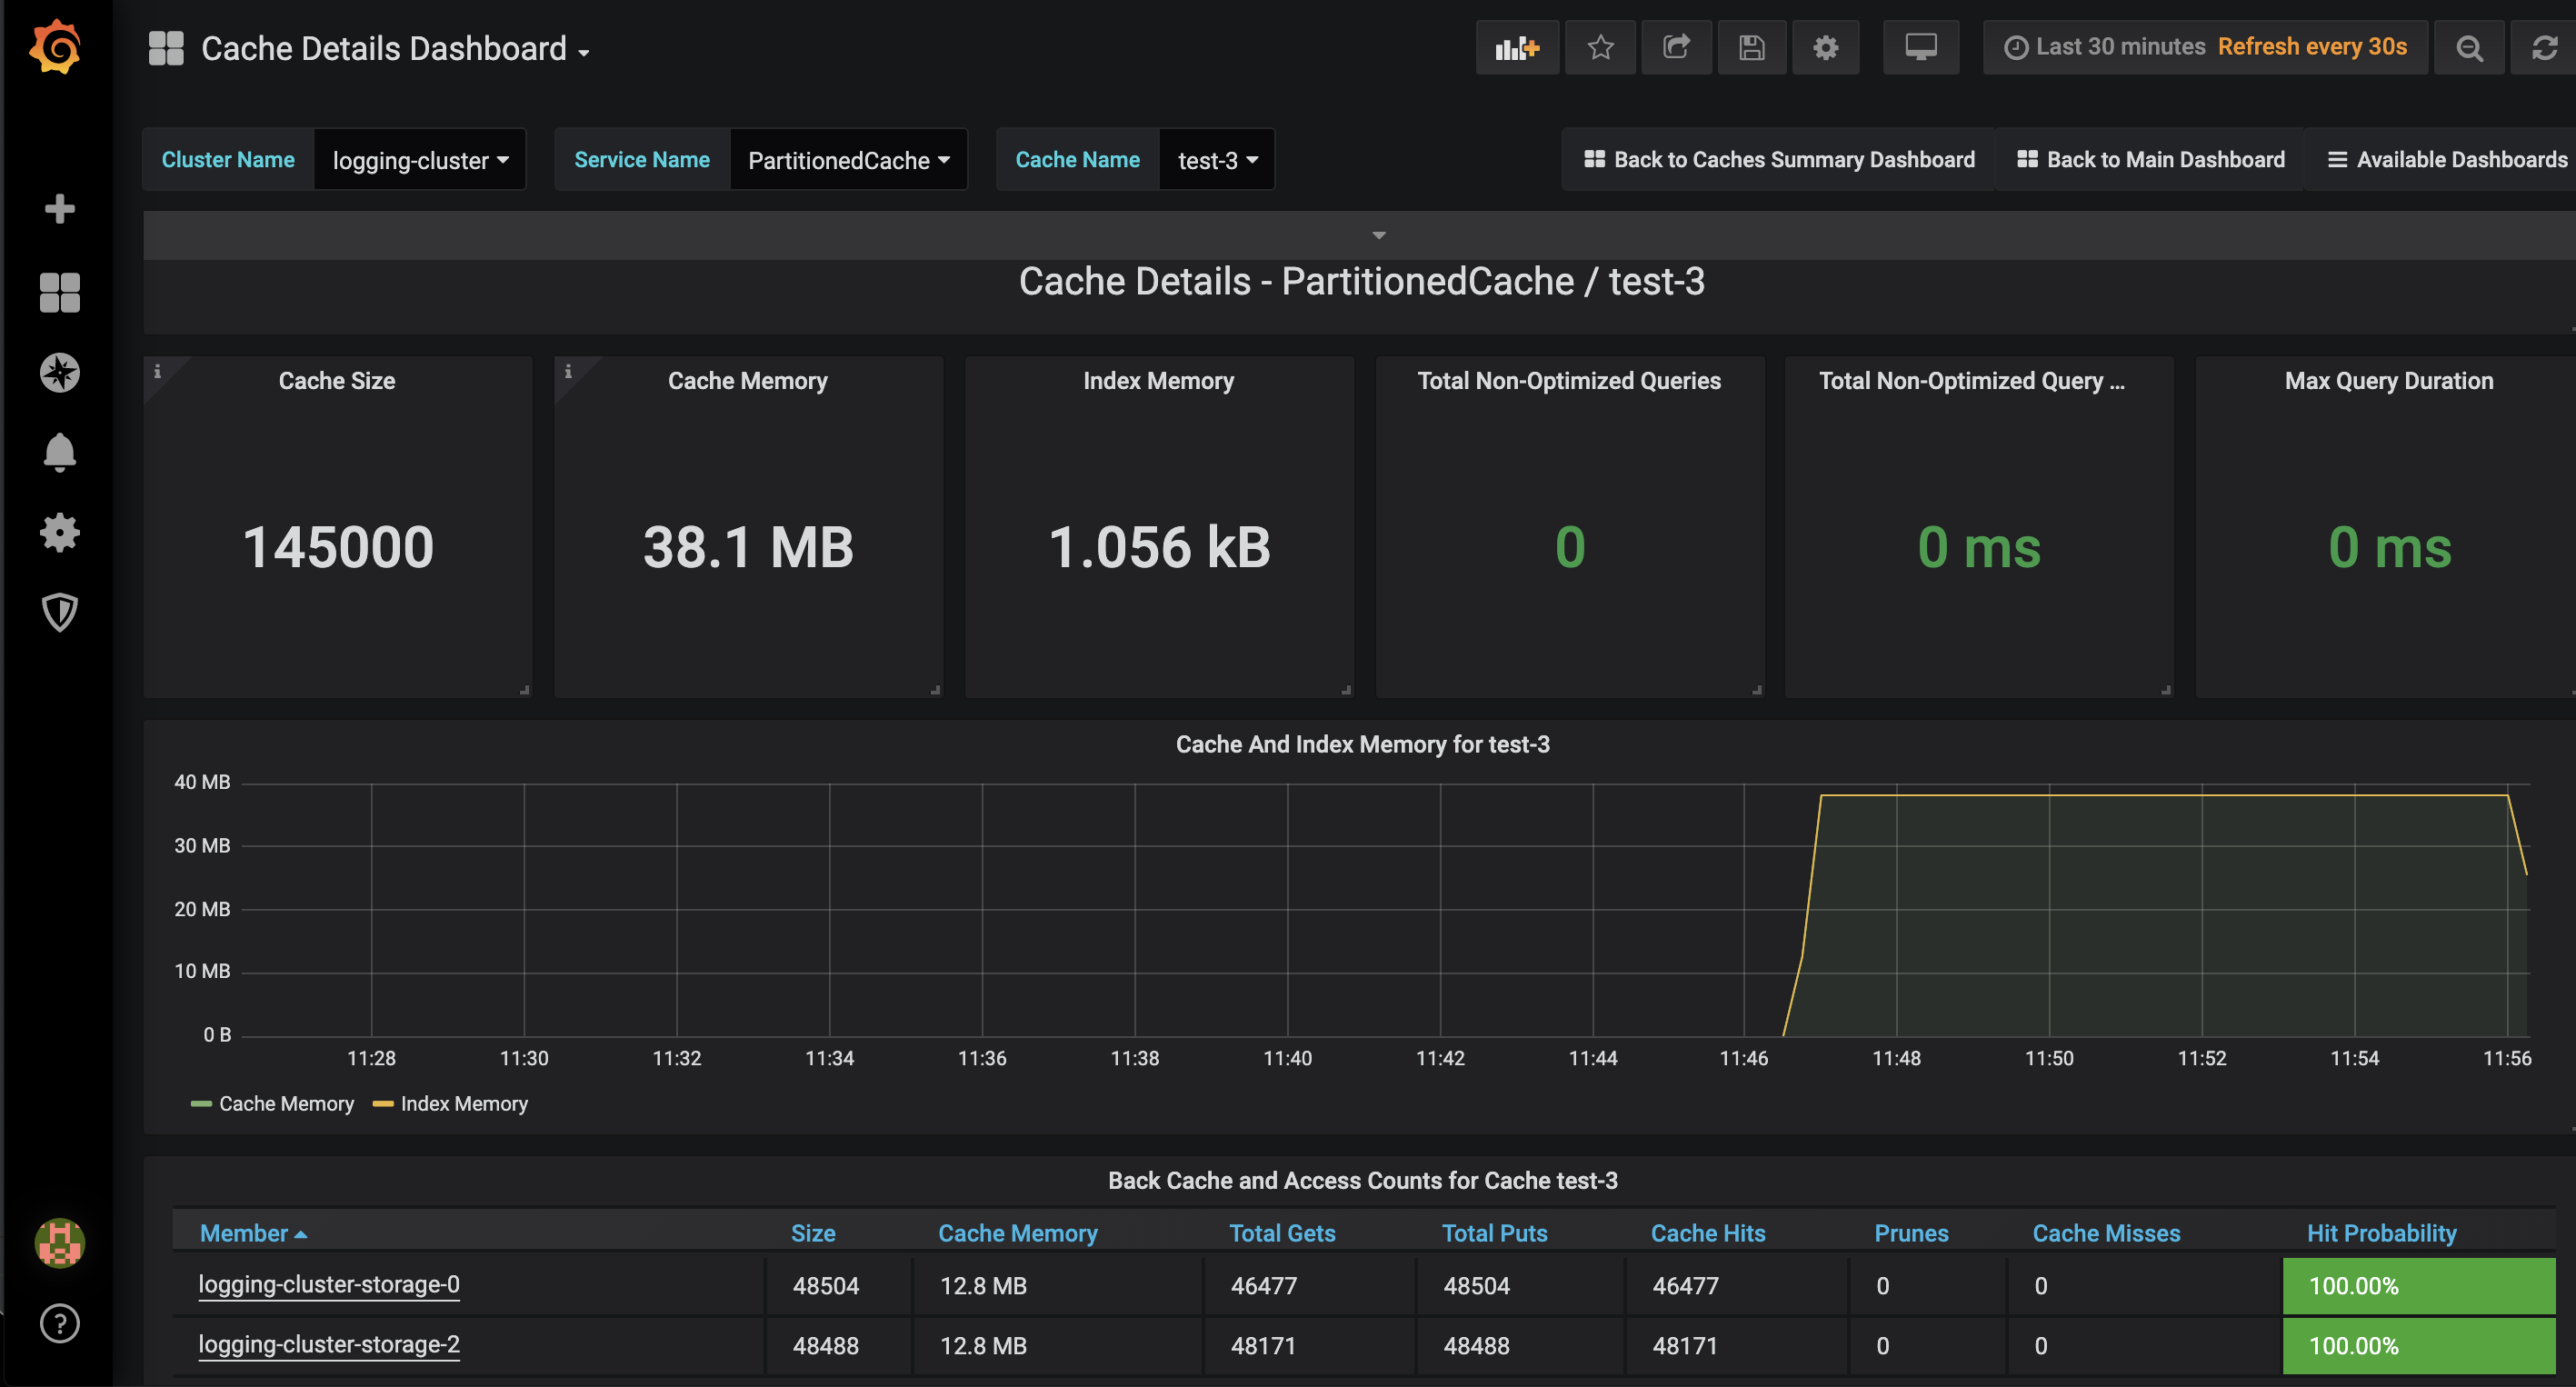 Cache Details Dashboard
Last 30 minutes Refresh every 30s
Cluster Name logging-cluster Service Name PartitionedCache Cache Name test-3 Back to Caches Summary Dashboard Back to Main Dashboard Available Dashboards
Cache Details - PartitionedCache / test-3
Cache Size
145000
Cache Memory
38.1 MB
Index Memory
1.056 kB
Total Non-Optimized Queries
0
Total Non-Optimized Query ...
0 ms
Max Query Duration
0 ms
Cache And Index Memory for test-3
40 MB
30 MB
20 MB
10 MB
0 B
11:28 11:30 11:32 11:34 11:36 11:38 11:40 11:42 11:44 11:46 11:48 11:50 11:52 11:54 11:56
Cache Memory Index Memory
Back Cache and Access Counts for Cache test-3
Member Size Cache Memory Total Gets Total Puts Cache Hits Prunes Cache Misses Hit Probability
logging-cluster-storage-0 48504 12.8 MB 46477 48504 46477 0 0 100.00%
logging-cluster-storage-2 48488 12.8 MB 48171 48488 48171 0 0 100.00%